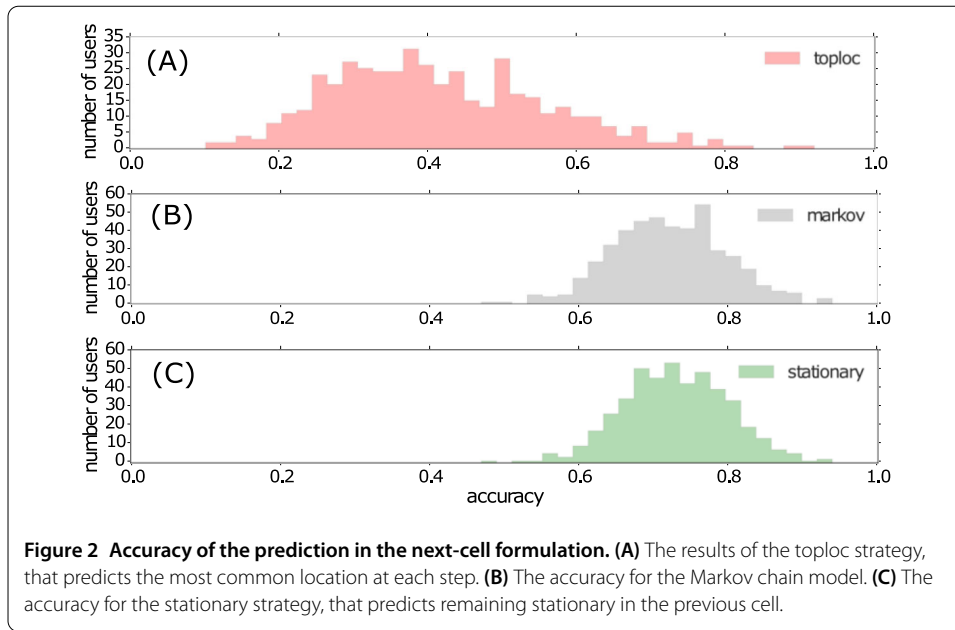 (A)
toploc
number of users
35
30
25
20
15
10
5
0
0.0 0.2 0.4 0.6 0.8 1.0
(B)
markov
number of users
60
50
40
30
20
10
0
0.0 0.2 0.4 0.6 0.8 1.0
(C)
stationary
number of users
60
50
40
30
20
10
0
0.0 0.2 0.4 0.6 0.8 1.0
accuracy
Figure 2 Accuracy of the prediction in the next-cell formulation. (A) The results of the toploc strategy,
that predicts the most common location at each step. (B) The accuracy for the Markov chain model. (C) The
accuracy for the stationary strategy, that predicts remaining stationary in the previous cell.